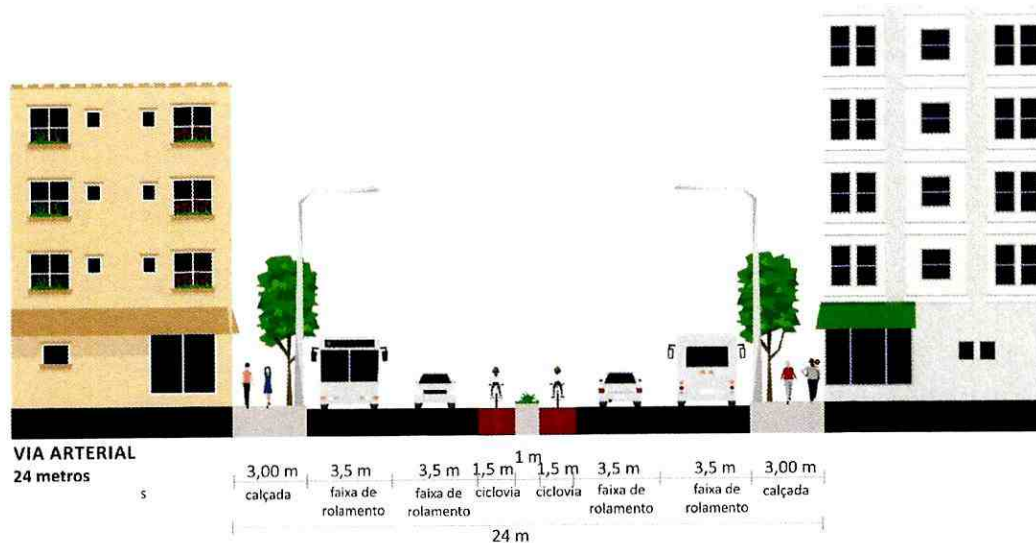 VIA ARTERIAL
24 metros
s
1 m
3,00 m 3,5 m 3,5 m 1,5 m 1,5 m 3,5 m 3,5 m 3,00 m
calçada faixa de rolamento faixa de rolamento ciclovia ciclovia faixa de rolamento faixa de rolamento calçada
24 m